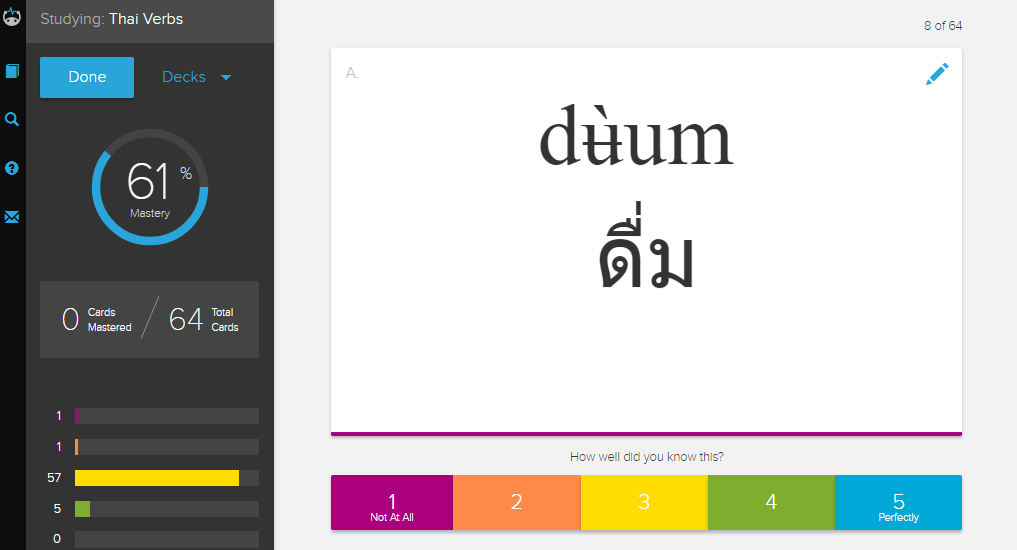 Studying: Thai Verbs
Done
Decks
61 %
Mastery
0 Cards Mastered / 64 Total Cards
1
1
57
5
0
8 of 64
A.
dʉ̀um
ดื่ม
How well did you know this?
1
Not At All
2
3
4
5
Perfectly